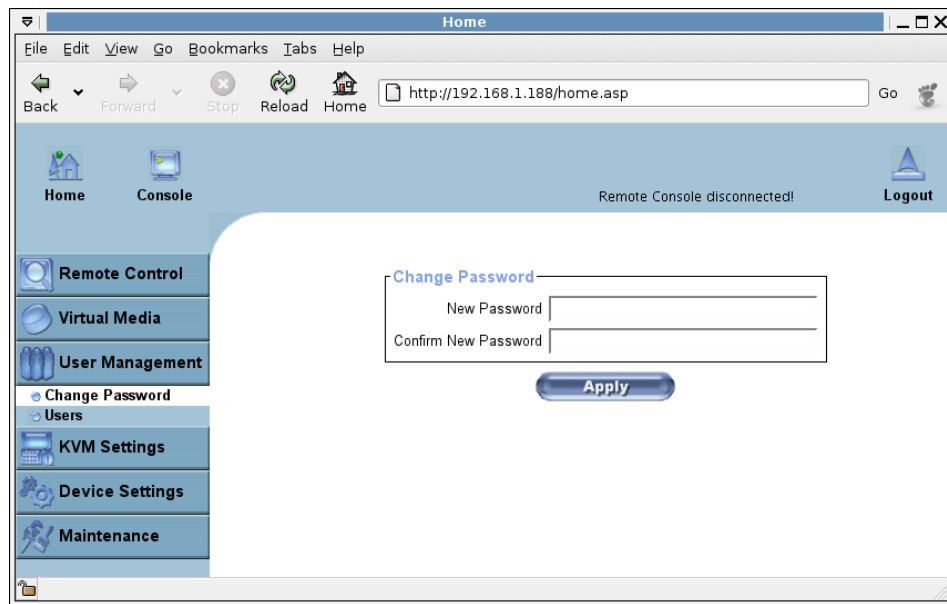 Home
File Edit View Go Bookmarks Tabs Help
Back Forward Stop Reload Home http://192.168.1.188/home.asp Go
Home Console Remote Console disconnected! Logout
Remote Control
Virtual Media
User Management
Change Password
Users
KVM Settings
Device Settings
Maintenance
Change Password
New Password
Confirm New Password
Apply